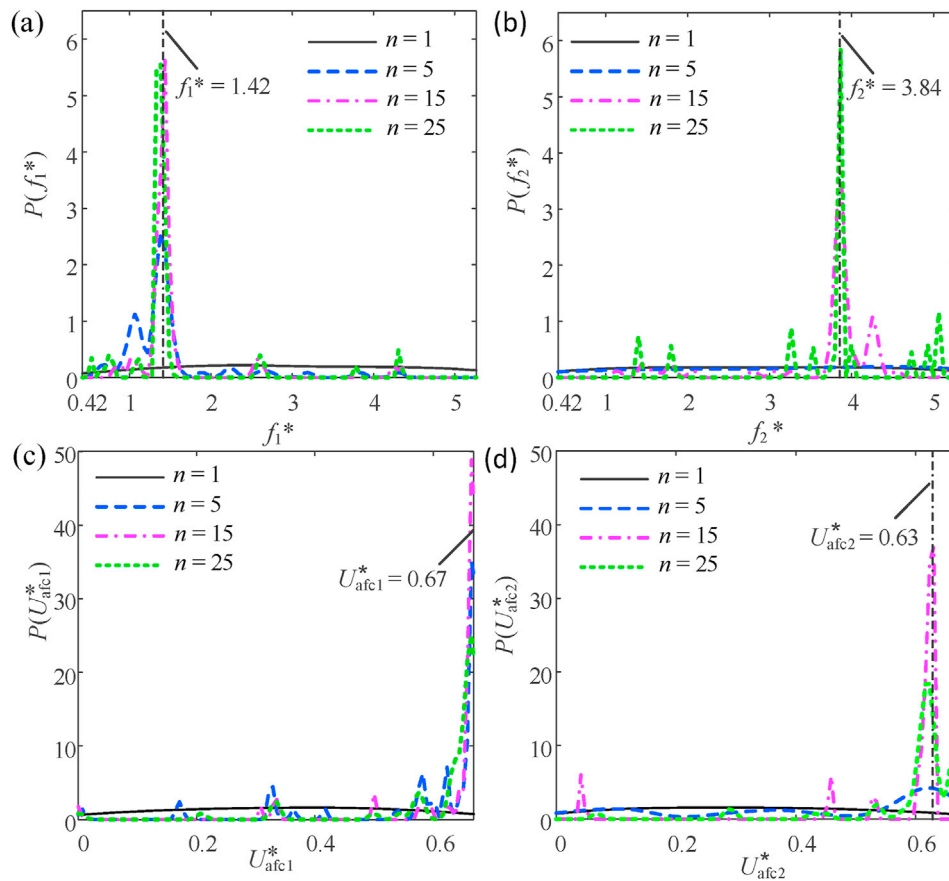 (a)
P(f₁*)
6
5
4
3
2
1
0
n = 1
n = 5
n = 15
n = 25
f₁* = 1.42
0.42 1 2 3 4 5
f₁*
(b)
P(f₂*)
6
5
4
3
2
1
0
n = 1
n = 5
n = 15
n = 25
f₂* = 3.84
0.42 1 2 3 4 5
f₂*
(c)
P(U*afc1)
50
40
30
20
10
0
n = 1
n = 5
n = 15
n = 25
U*afc1 = 0.67
0 0.2 0.4 0.6
U*afc1
(d)
P(U*afc2)
50
40
30
20
10
0
n = 1
n = 5
n = 15
n = 25
U*afc2 = 0.63
0 0.2 0.4 0.6
U*afc2